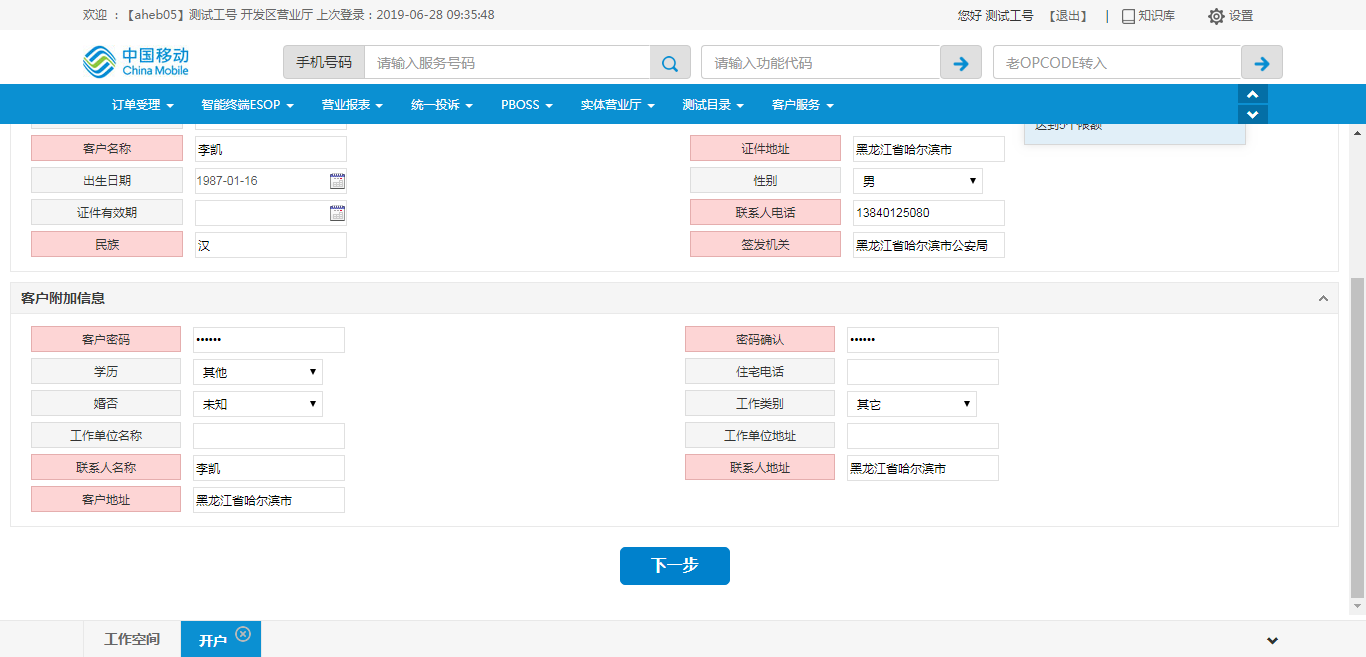 欢迎 ：【aheb05】测试工号 开发区营业厅 上次登录：2019-06-28 09:35:48 您好 测试工号 【退出】 | 知识库 设置
中国移动
China Mobile
手机号码 请输入服务号码 请输入功能代码 老OPCODE转入
订单受理 智能终端ESOP 营业报表 统一投诉 PBOSS 实体营业厅 测试目录 客户服务
达到5个限额
客户名称 李凯 证件地址 黑龙江省哈尔滨市
出生日期 1987-01-16 性别 男
证件有效期 联系人电话 13840125080
民族 汉 签发机关 黑龙江省哈尔滨市公安局
客户附加信息
客户密码 •••••• 密码确认 ••••••
学历 其他 住宅电话
婚否 未知 工作类别 其它
工作单位名称 工作单位地址
联系人名称 李凯 联系人地址 黑龙江省哈尔滨市
客户地址 黑龙江省哈尔滨市
下一步
工作空间 开户